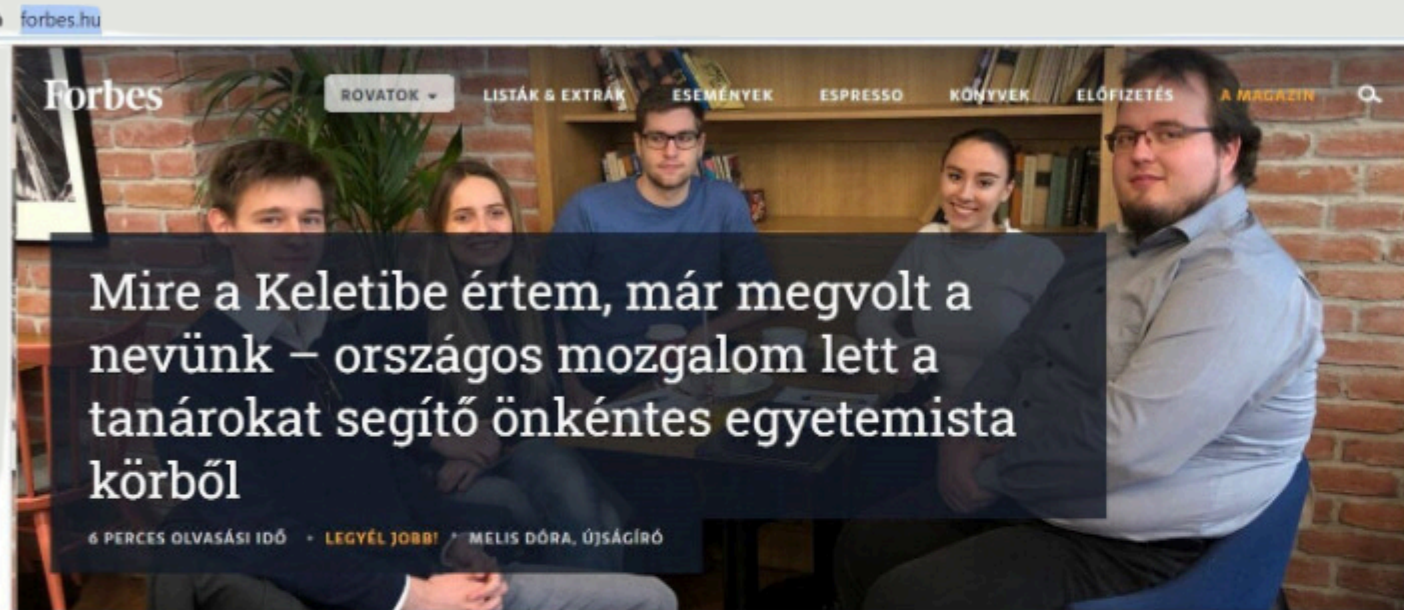 forbes.hu
Forbes
ROVATOK
LISTÁK & EXTRÁK
ESEMÉNYEK
ESPRESSO
KÖNYVEK
ELŐFIZETÉS
A MAGAZIN
Mire a Keletibe értem, már megvolt a
nevünk – országos mozgalom lett a
tanárokat segítő önkéntes egyetemista
körből
6 PERCES OLVASÁSI IDŐ • LEGYÉL JOBB! • MELIS DÓRA, ÚJSÁGÍRÓ